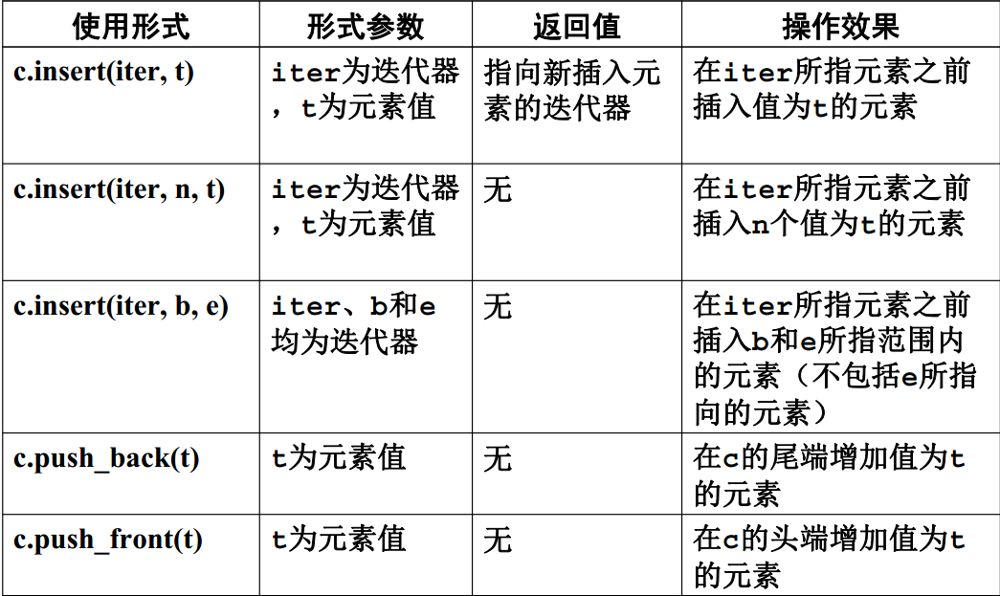 使用形式 形式参数 返回值 操作效果
c.insert(iter, t) iter为迭代器 指向新插入元 在iter所指元素之前
，t为元素值 素的迭代器 插入值为t的元素
c.insert(iter, n, t) iter为迭代器 无 在iter所指元素之前
，t为元素值 插入n个值为t的元素
c.insert(iter, b, e) iter、b和e 无 在iter所指元素之前
均为迭代器 插入b和e所指范围内
的元素（不包括e所指
向的元素）
c.push_back(t) t为元素值 无 在c的尾端增加值为t
的元素
c.push_front(t) t为元素值 无 在c的头端增加值为t
的元素